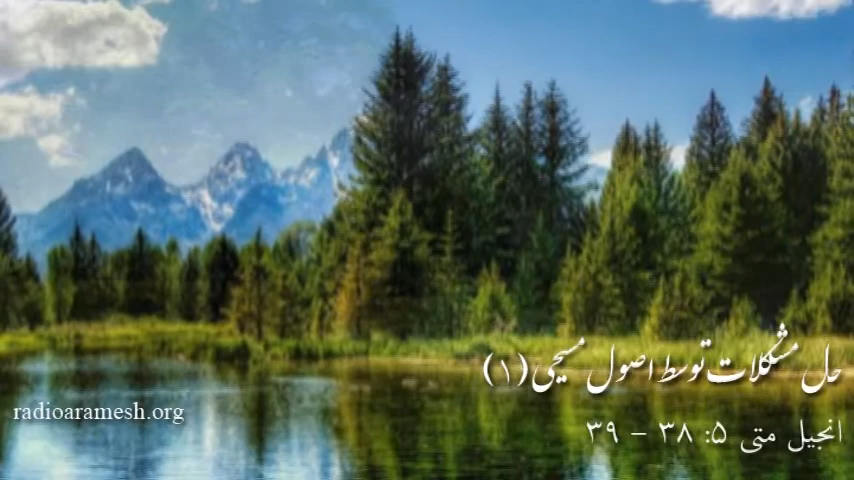 حل مشکلات توسط اصول مسیحی (۱)
radioaramesh.org
انجیل متی ۵: ۳۸ - ۳۹